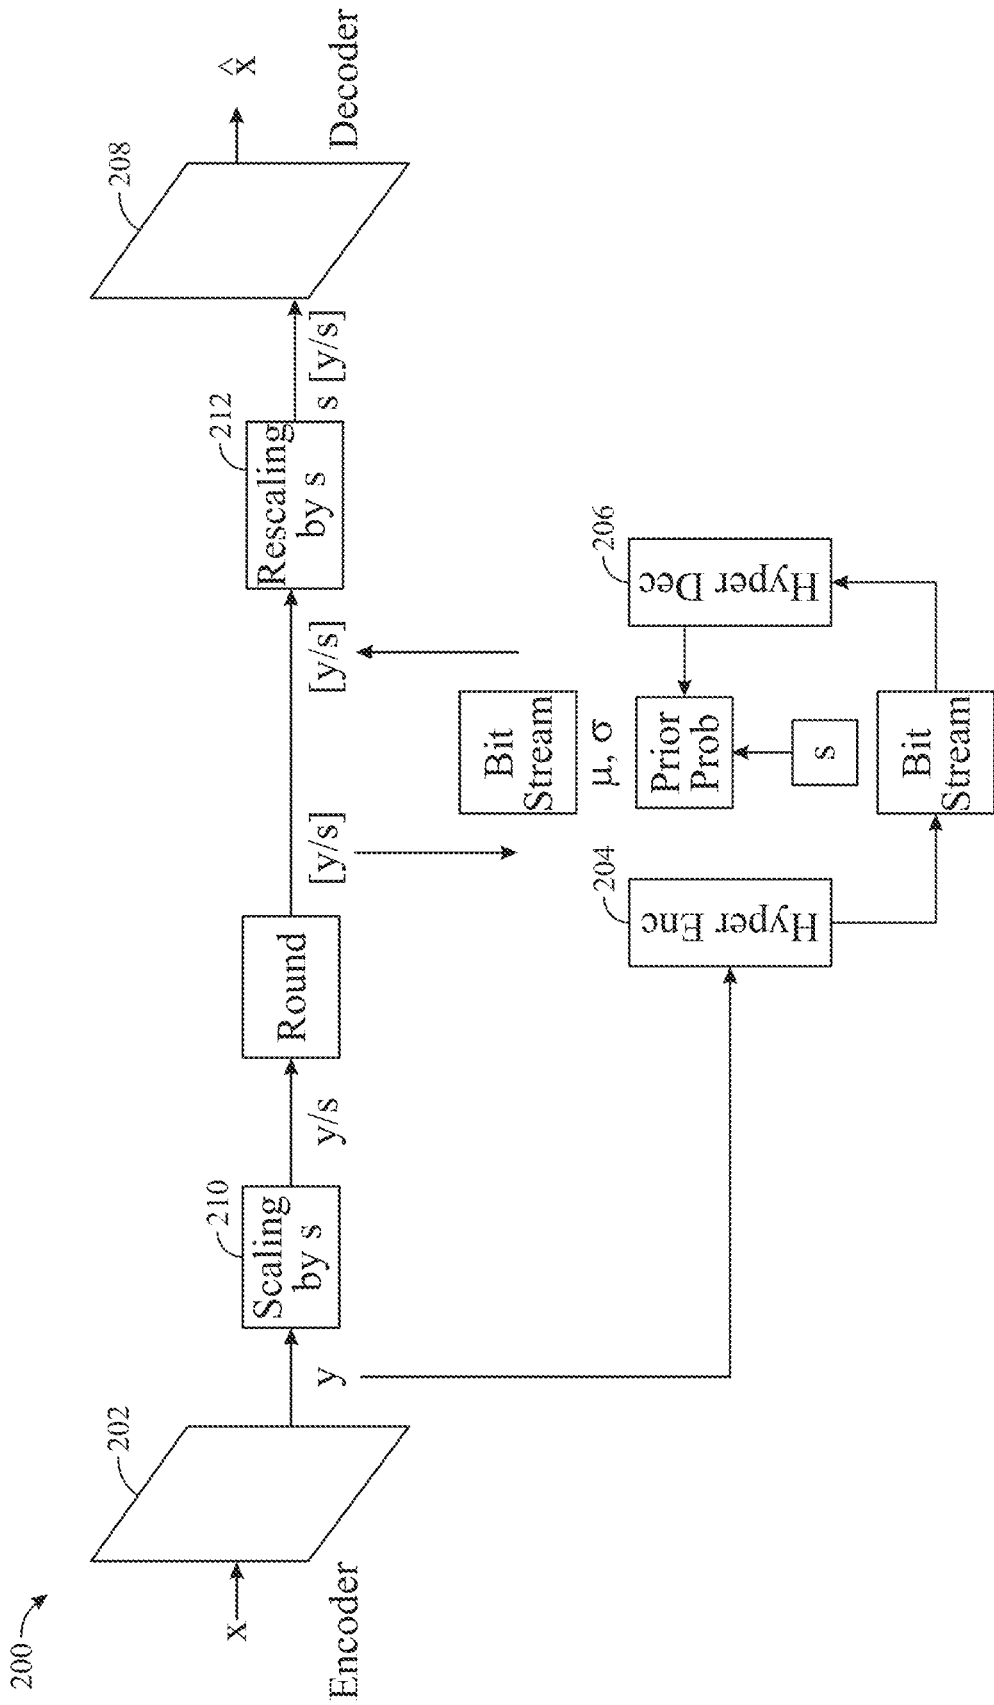 200
x
Encoder
202
y
Scaling
by s
210
y/s
Round
[y/s]
[y/s]
Rescaling
by s
212
s [y/s]
208
x̂
Decoder
Bit
Stream
μ, σ
Prior
Prob
s
Bit
Stream
Hyper Enc
204
Hyper Dec
206